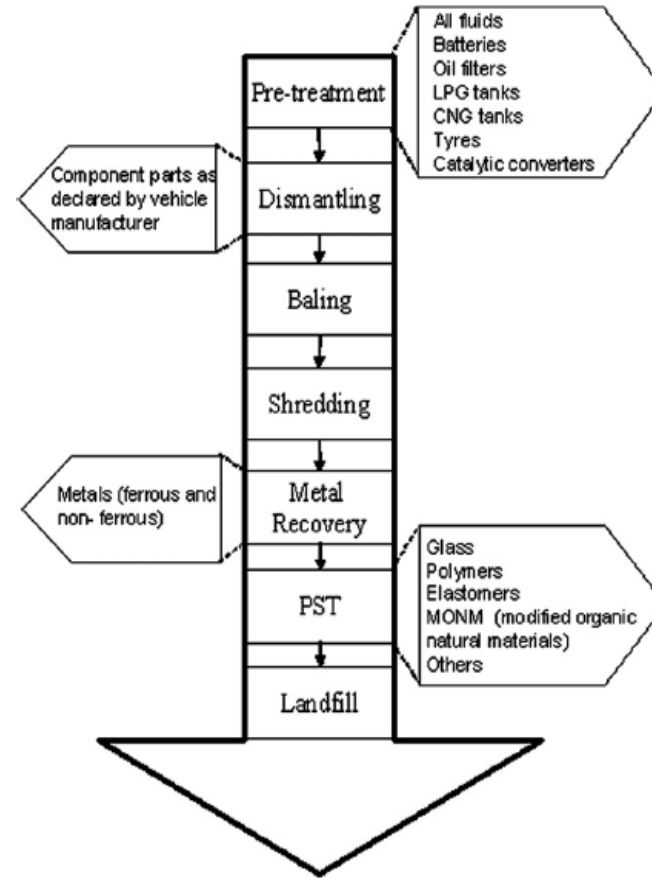 All fluids
Batteries
Oil filters
LPG tanks
CNG tanks
Tyres
Catalytic converters
Pre-treatment
Component parts as
declared by vehicle
manufacturer
Dismantling
Baling
Shredding
Metals (ferrous and
non- ferrous)
Metal
Recovery
Glass
Polymers
Elastomers
MONM (modified organic
natural materials)
Others
PST
Landfill